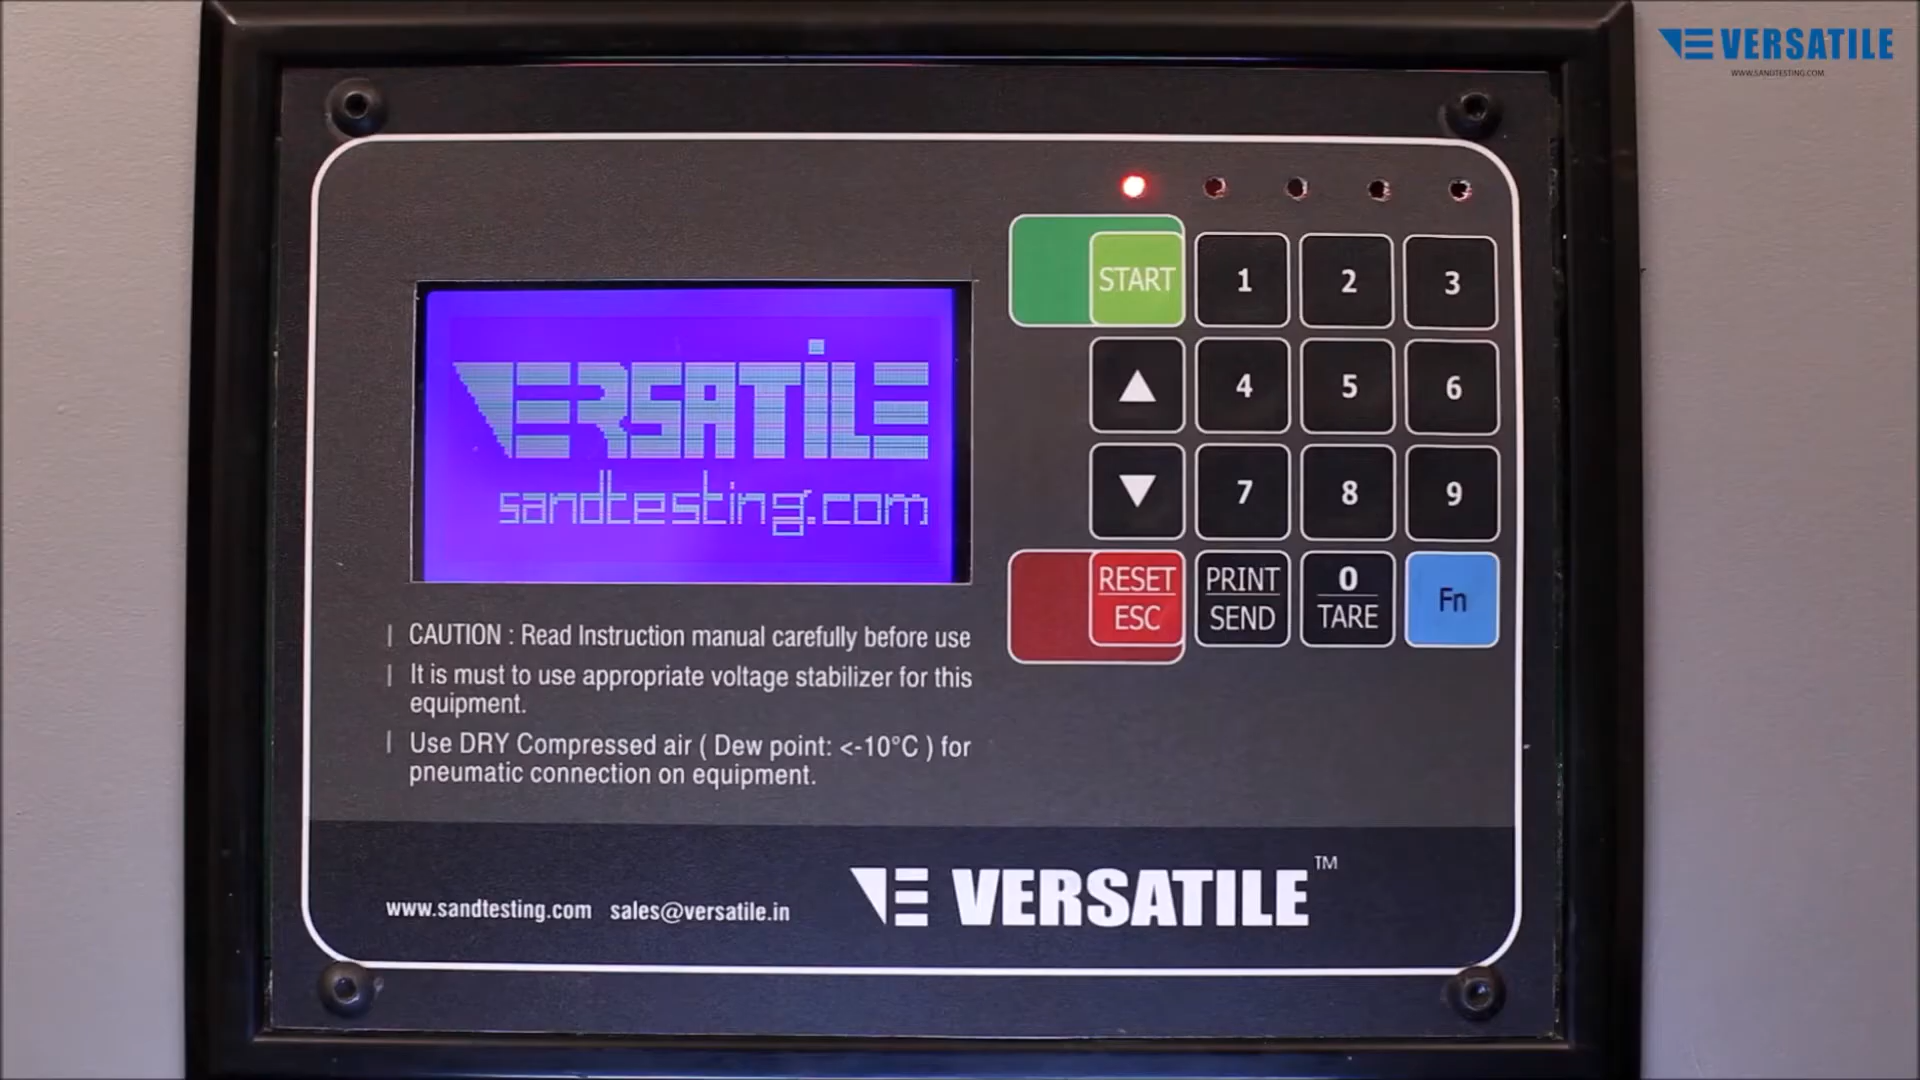 VERSATILE
WWW.SANDTESTING.COM
VERSATiLE
sandtesting.com
START
1
2
3
▲
4
5
6
▼
7
8
9
RESET
ESC
PRINT
SEND
0
TARE
Fn
| CAUTION : Read Instruction manual carefully before use
| It is must to use appropriate voltage stabilizer for this
equipment.
| Use DRY Compressed air ( Dew point: <-10°C ) for
pneumatic connection on equipment.
www.sandtesting.com sales@versatile.in
VERSATILE™